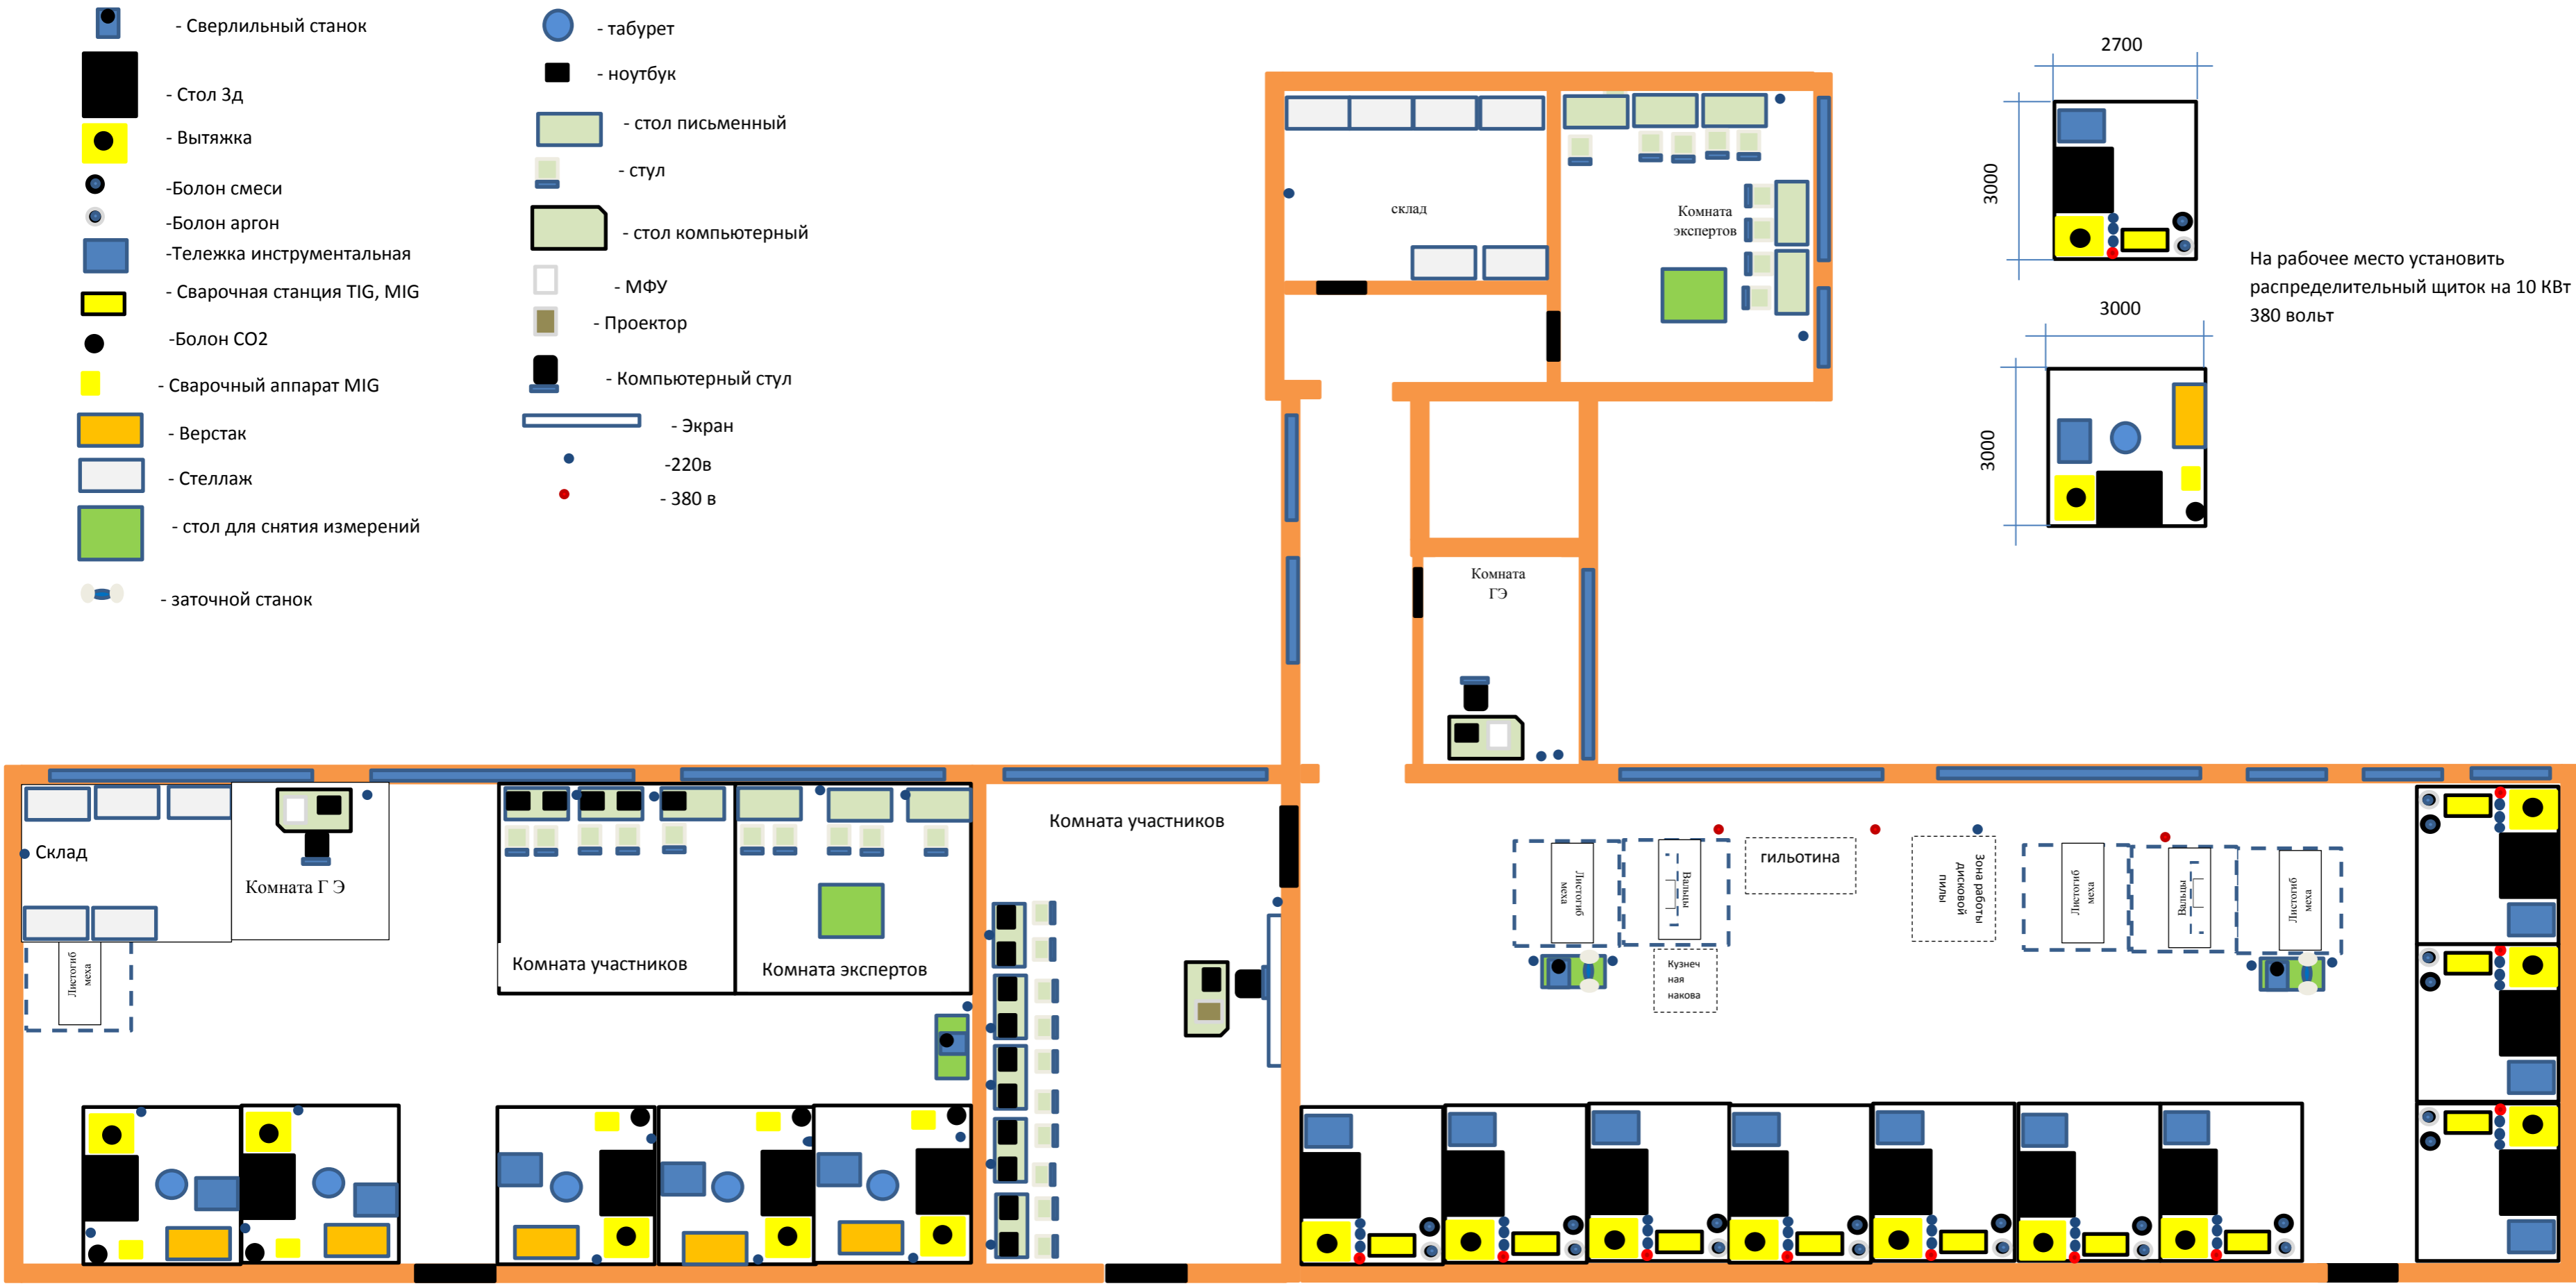 - Сверлильный станок
- Стол 3д
- Вытяжка
-Болон смеси
-Болон аргон
-Тележка инструментальная
- Сварочная станция TIG, MIG
-Болон СО2
- Сварочный аппарат MIG
- Верстак
- Стеллаж
- стол для снятия измерений
- заточной станок
- табурет
- ноутбук
- стол письменный
- стул
- стол компьютерный
- МФУ
- Проектор
- Компьютерный стул
- Экран
-220в
- 380 в
склад
Комната
экспертов
Комната
ГЭ
2700
3000
3000
3000
На рабочее место установить
распределительный щиток на 10 КВт
380 вольт
Склад
Комната Г Э
Листогиб
меха
Комната участников
Комната экспертов
Комната участников
Листогиб
меха
Вальцы
гильотина
Кузнеч
ная
накова
Зона работы
дисковой
пилы
Листогиб
меха
Вальцы
Листогиб
меха